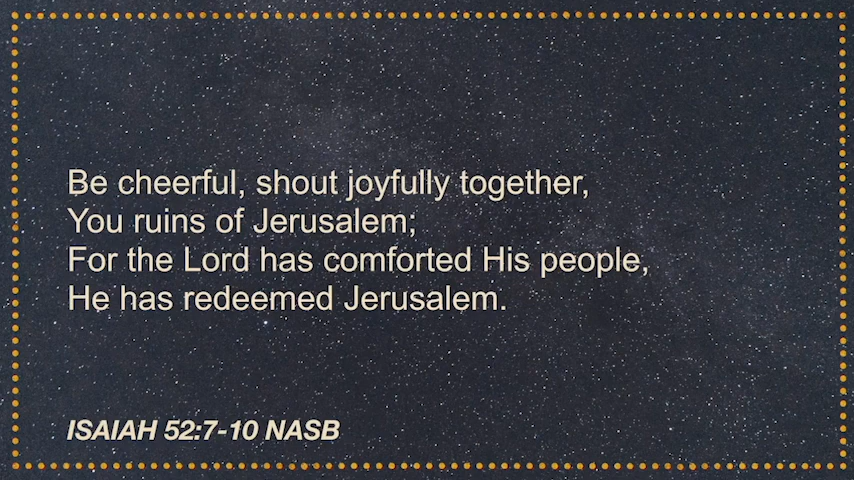 Be cheerful, shout joyfully together,
You ruins of Jerusalem;
For the Lord has comforted His people,
He has redeemed Jerusalem.
ISAIAH 52:7-10 NASB